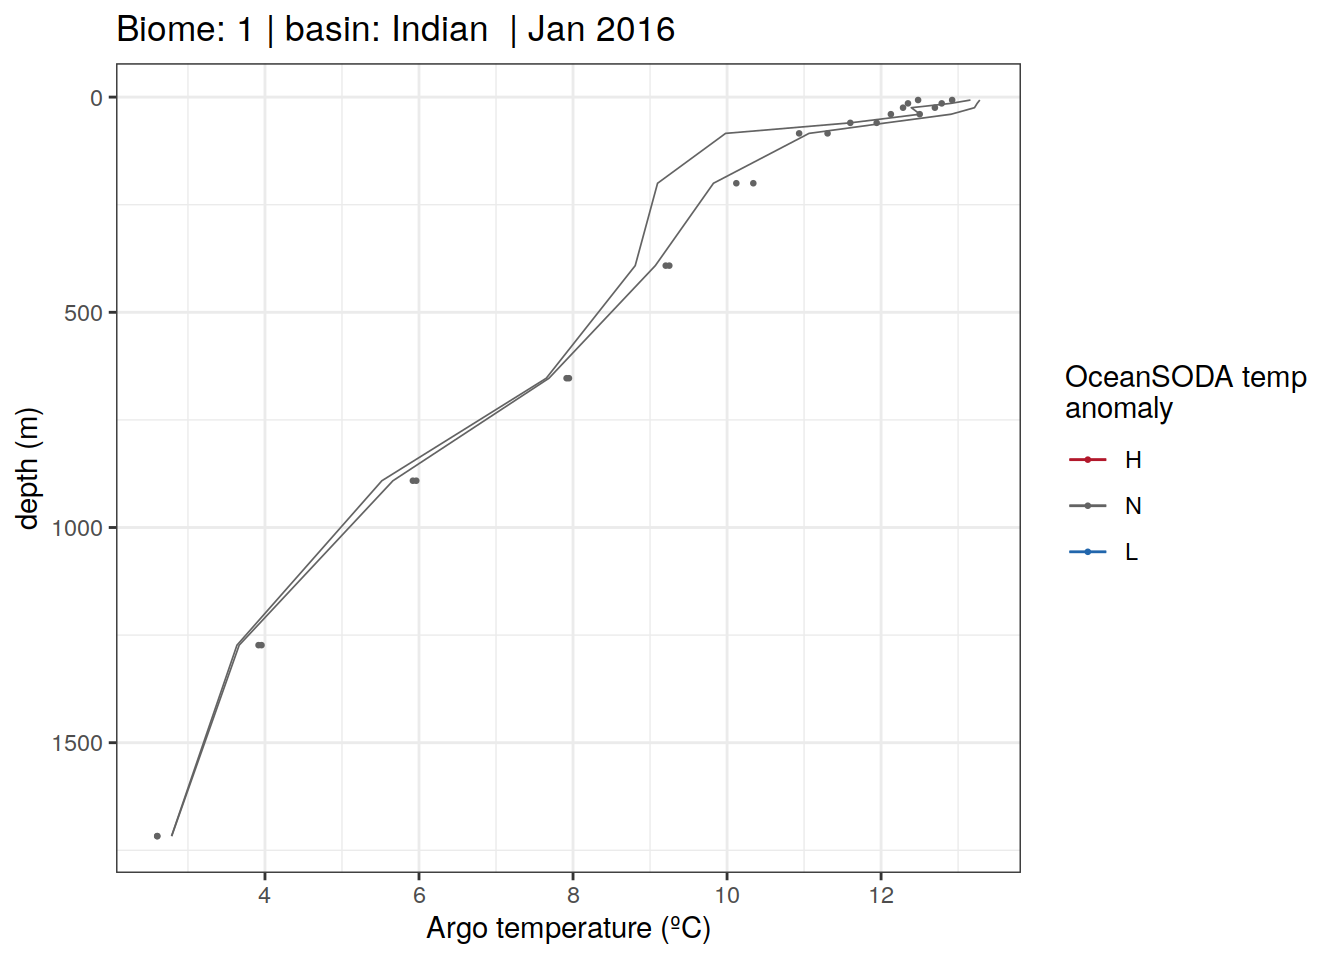 Biome: 1 | basin: Indian  | Jan 2016
0
500
1000
1500
depth (m)
4
6
8
10
12
Argo temperature (ºC)
OceanSODA temp
anomaly
H
N
L